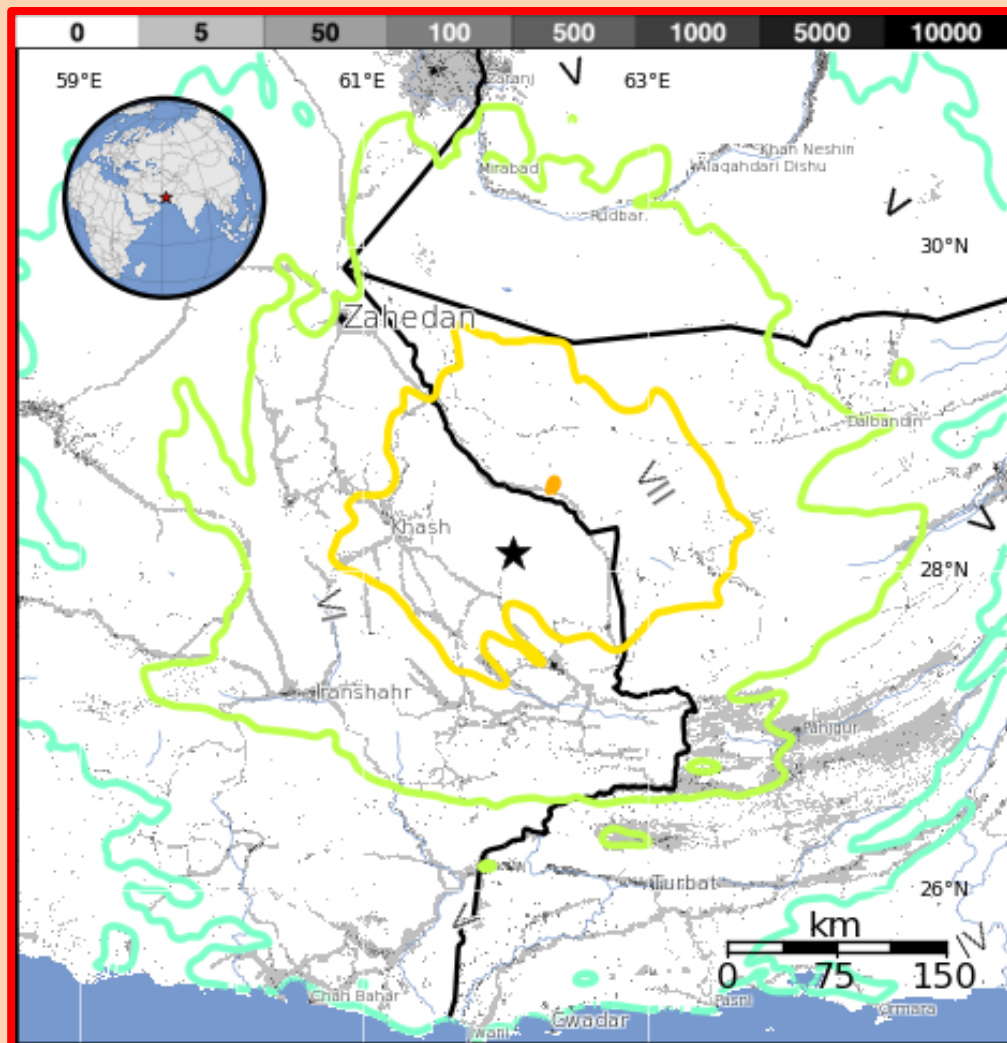 0 5 50 100 500 1000 5000 10000
59°E 61°E V 63°E
Zaranj
Khan Neshin
Mirabad Alaqahdari Dishu
V
Rudbar
30°N
Zahedan
Dalbandin
VII
Khash V
28°N
VI
Iranshahr
Panjgur
Turbat 26°N
V
km
IV
0 75 150
Chah Bahar Pasni
Ormara
Gwadar
Jiwani